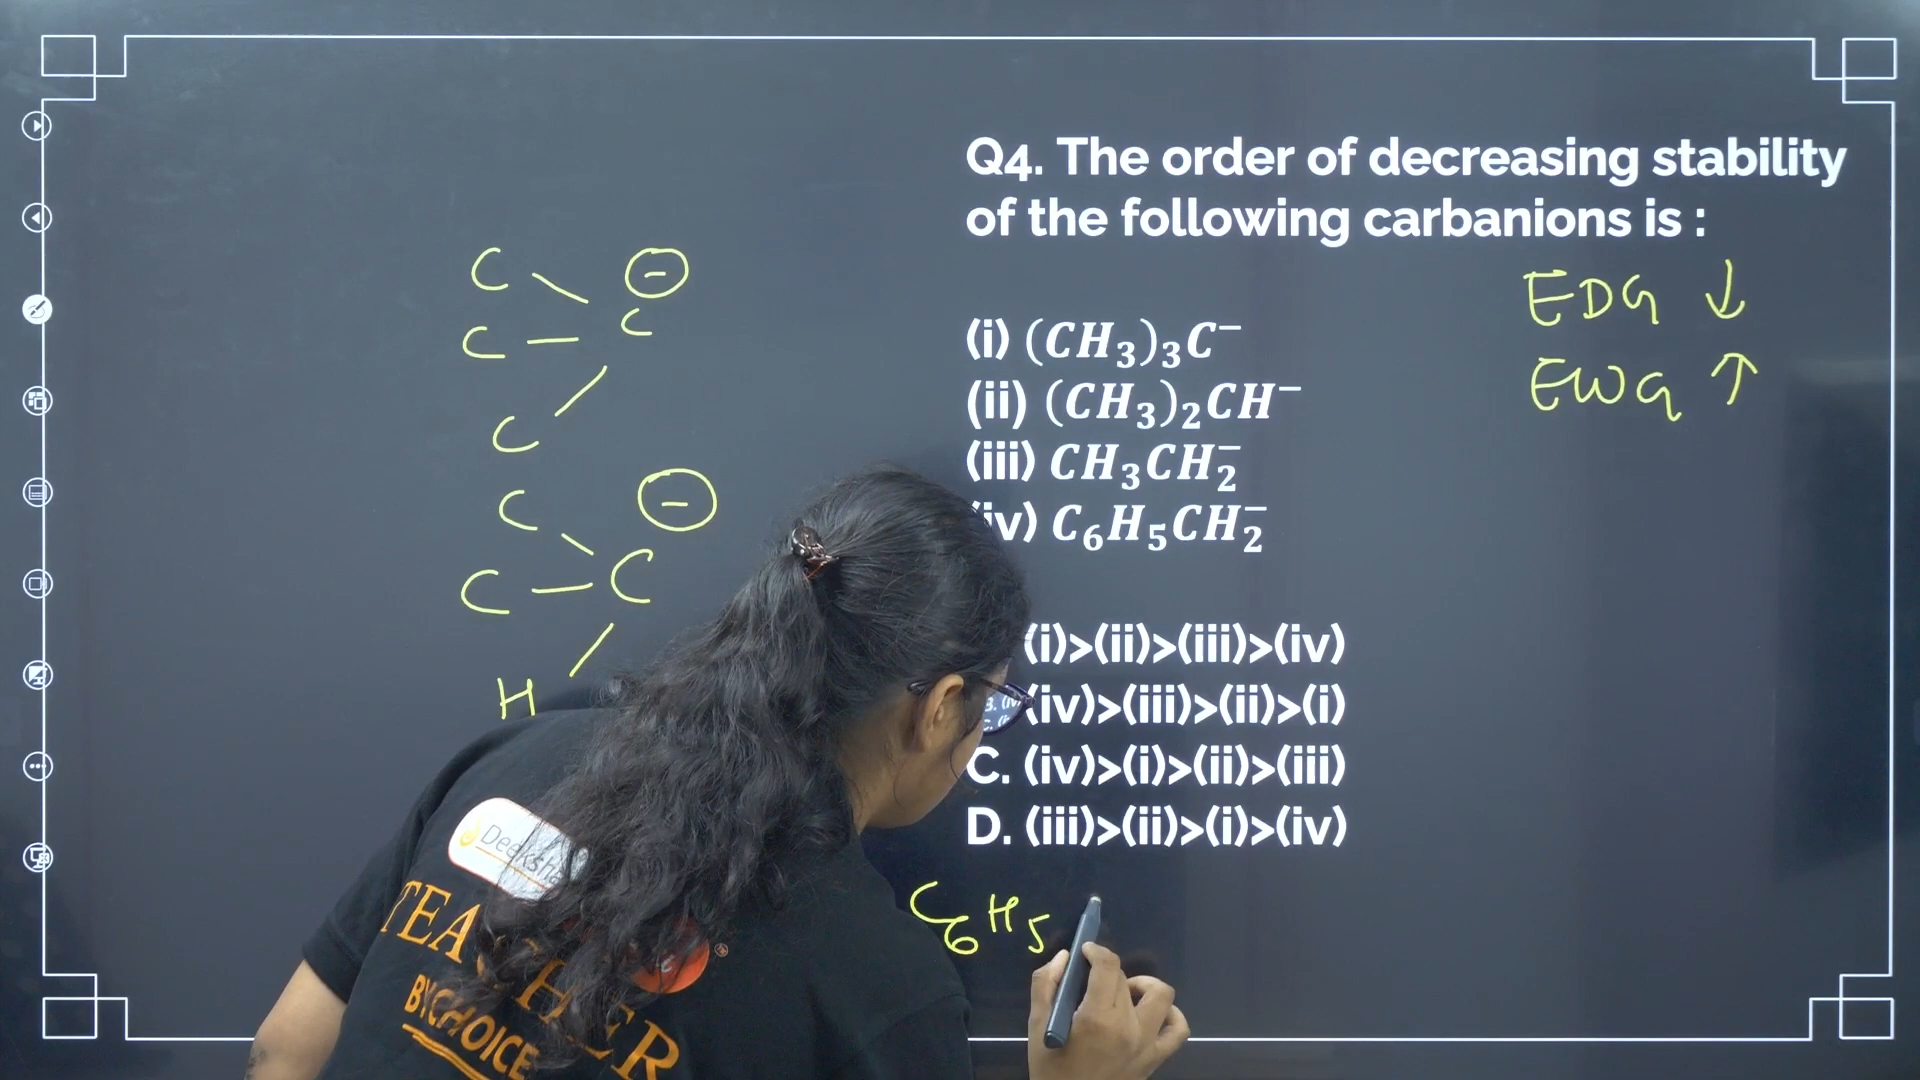 Q4. The order of decreasing stability
of the following carbanions is :
EDG ↓
EWG ↑
(i) (CH₃)₃C⁻
(ii) (CH₃)₂CH⁻
(iii) CH₃CH₂⁻
iv) C₆H₅CH₂⁻
(i)>(ii)>(iii)>(iv)
(iv)>(iii)>(ii)>(i)
C. (iv)>(i)>(ii)>(iii)
D. (iii)>(ii)>(i)>(iv)
C ⊖
C — C
C
C ⊖
C — C
H
C₆H₅
Deeksha
TEACHER
BY CHOICE